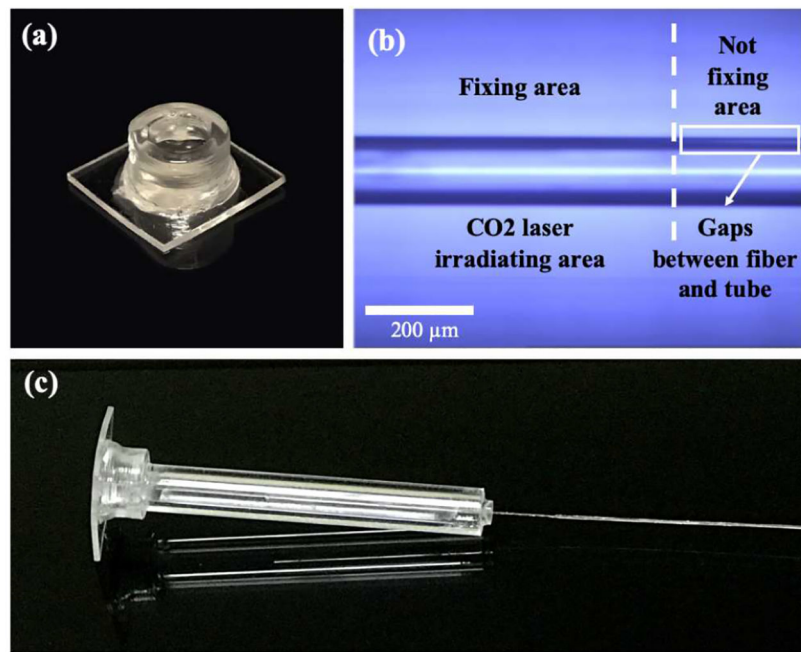 (a)
(b)
Fixing area
Not
fixing
area
CO2 laser
irradiating area
Gaps
between fiber
and tube
200 µm
(c)